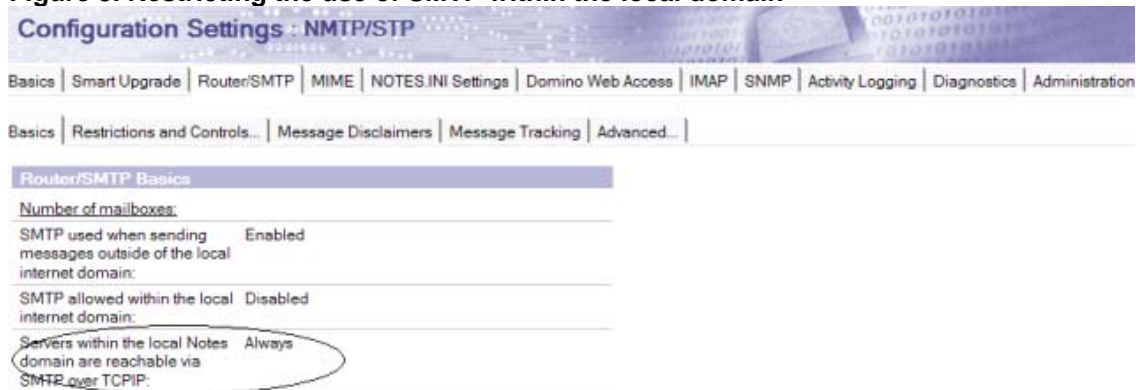 Figure 3. Restricting the use of SMTP within the local domain
Configuration Settings : NMTP/STP
Basics | Smart Upgrade | Router/SMTP | MIME | NOTES.INI Settings | Domino Web Access | IMAP | SNMP | Activity Logging | Diagnostics | Administration
Basics | Restrictions and Controls... | Message Disclaimers | Message Tracking | Advanced... |
Router/SMTP Basics
Number of mailboxes:
SMTP used when sending Enabled
messages outside of the local
internet domain:
SMTP allowed within the local Disabled
internet domain:
Servers within the local Notes Always
domain are reachable via
SMTP over TCPIP: